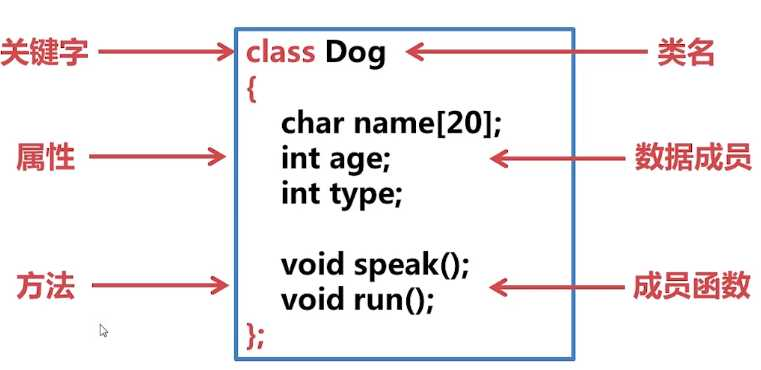 关键字 class Dog 类名
{
char name[20];
属性 int age; 数据成员
int type;
方法 void speak(); 成员函数
void run();
};